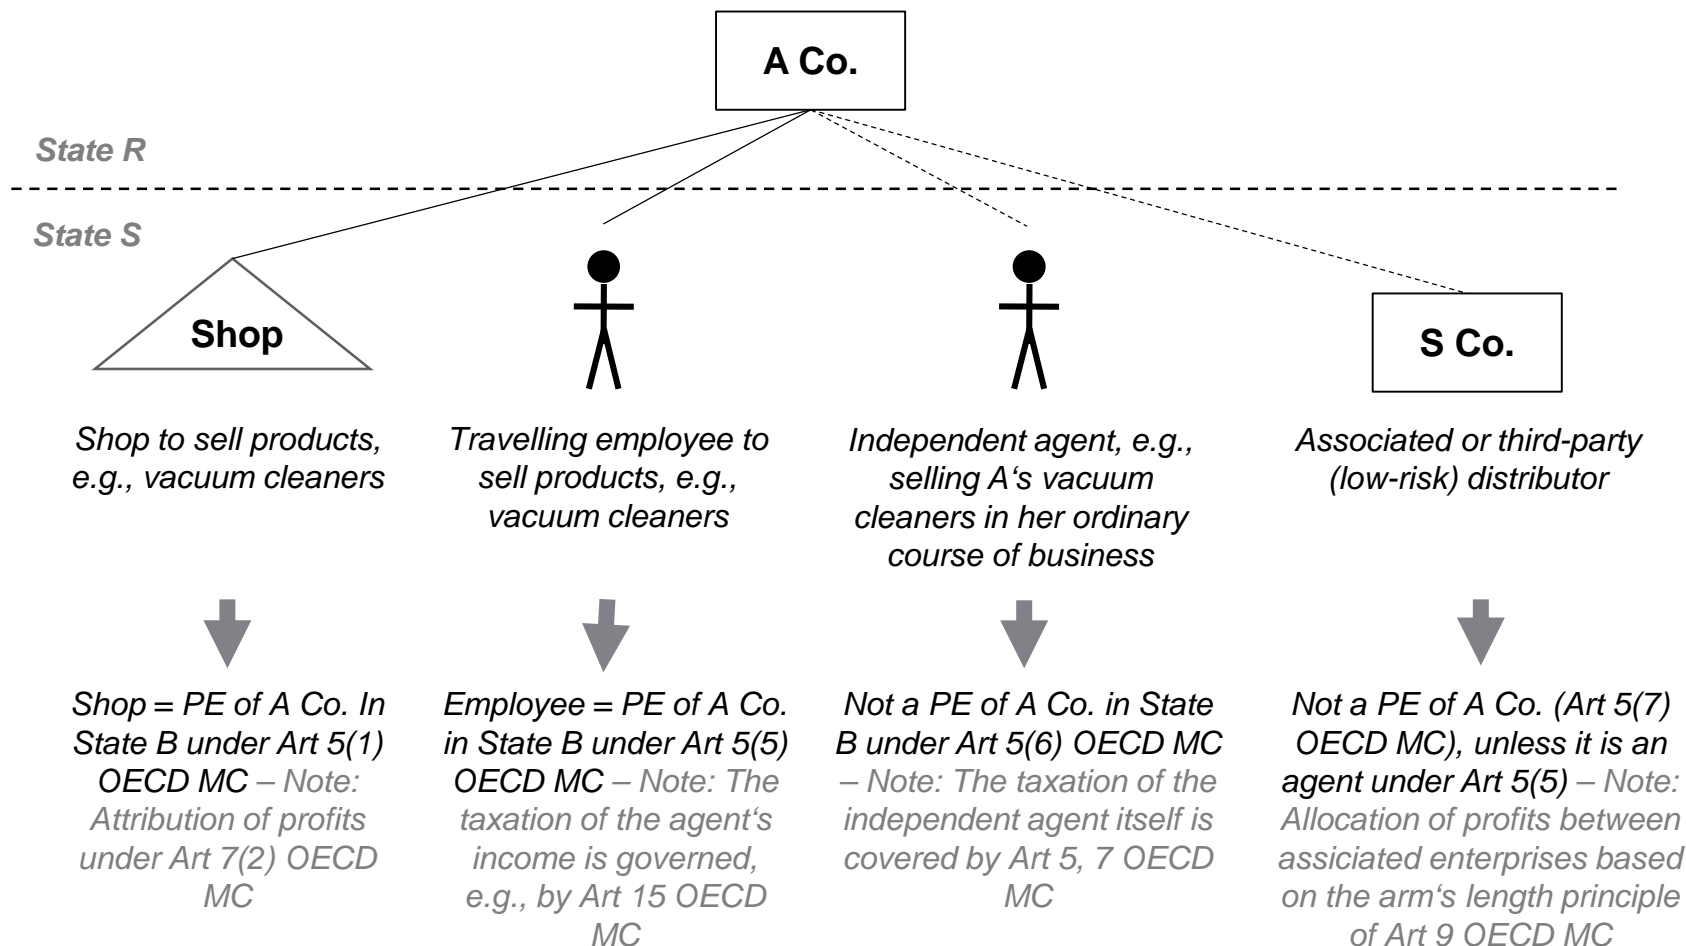 A Co.
State R
State S
Shop
S Co.
Shop to sell products,
e.g., vacuum cleaners
Travelling employee to
sell products, e.g.,
vacuum cleaners
Independent agent, e.g.,
selling A‘s vacuum
cleaners in her ordinary
course of business
Associated or third-party
(low-risk) distributor
Shop = PE of A Co. In
State B under Art 5(1)
OECD MC – Note:
Attribution of profits
under Art 7(2) OECD
MC
Employee = PE of A Co.
in State B under Art 5(5)
OECD MC – Note: The
taxation of the agent‘s
income is governed,
e.g., by Art 15 OECD
MC
Not a PE of A Co. in State
B under Art 5(6) OECD MC
– Note: The taxation of the
independent agent itself is
covered by Art 5, 7 OECD
MC
Not a PE of A Co. (Art 5(7)
OECD MC), unless it is an
agent under Art 5(5) – Note:
Allocation of profits between
assiciated enterprises based
on the arm‘s length principle
of Art 9 OECD MC